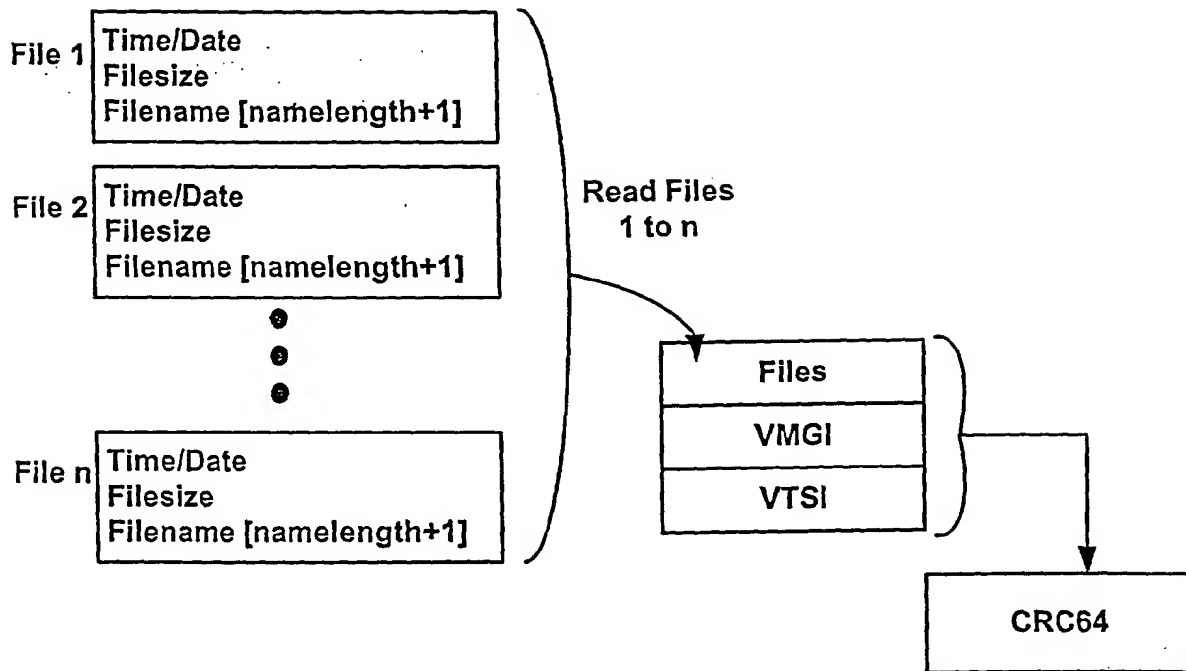 File 1
Time/Date
Filesize
Filename [namelength+1]
File 2
Time/Date
Filesize
Filename [namelength+1]
Read Files
1 to n
File n
Time/Date
Filesize
Filename [namelength+1]
Files
VMGI
VTSI
CRC64